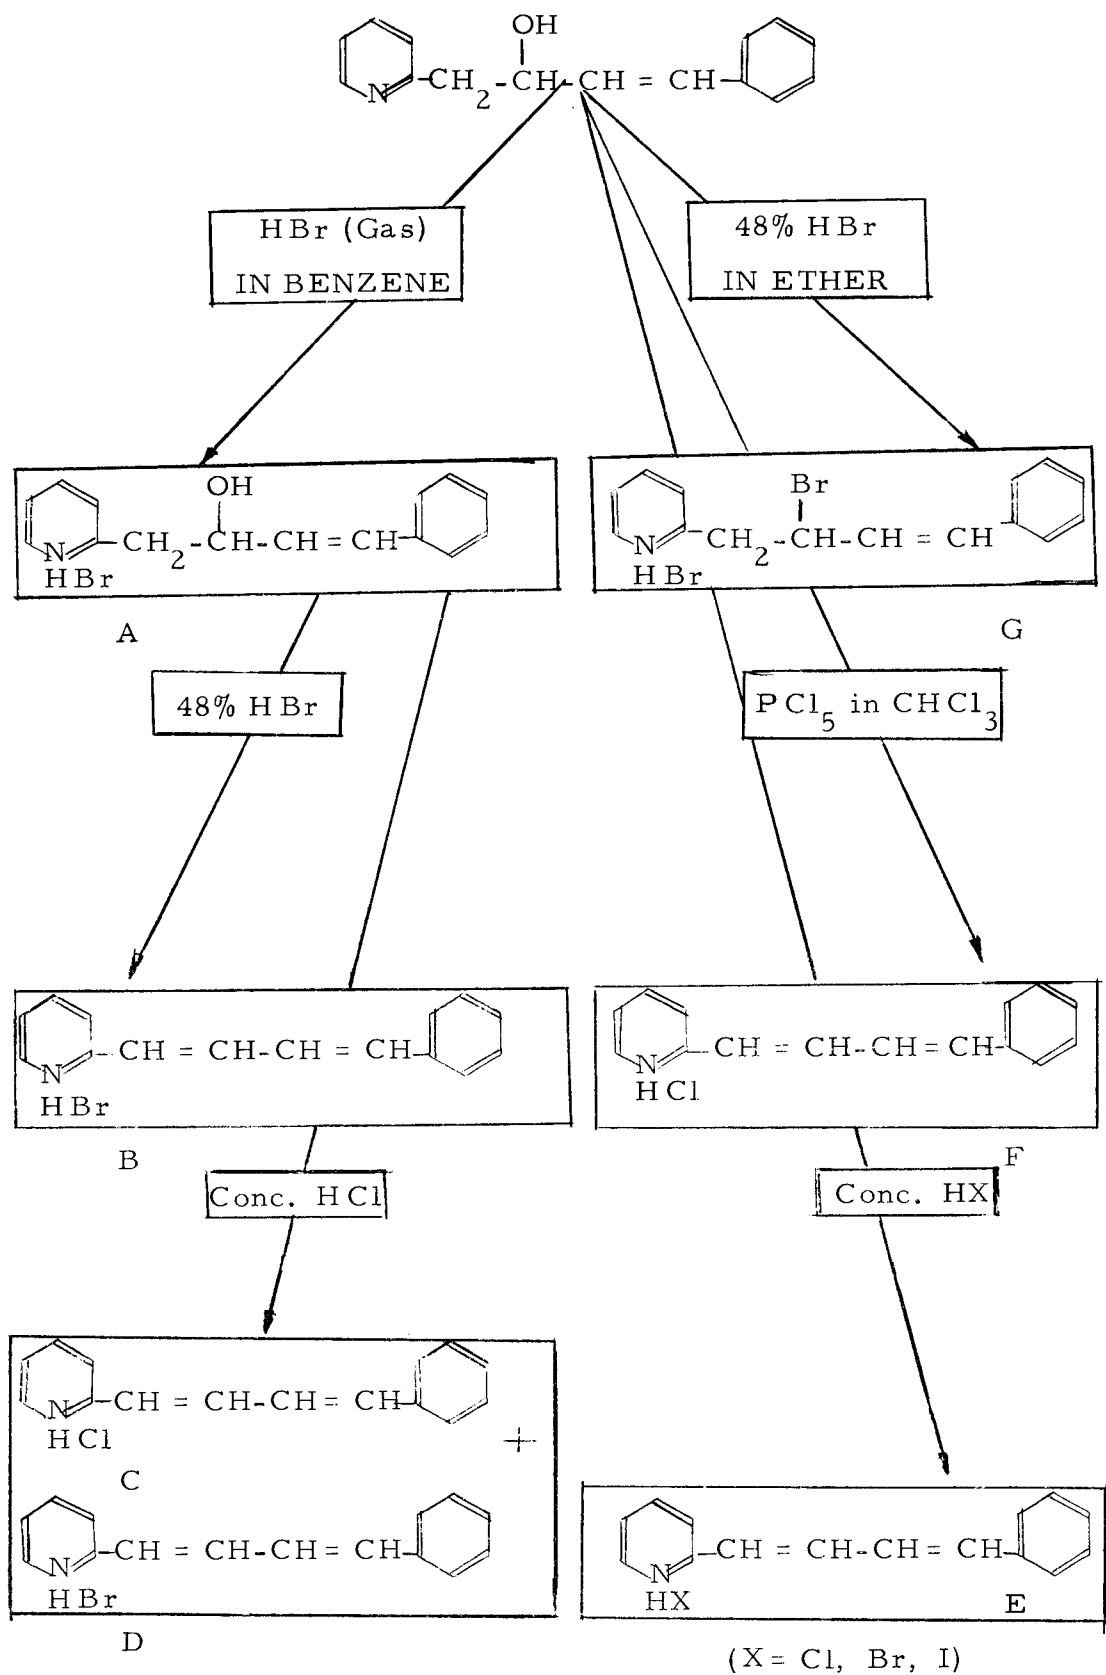 OH
N CH2-CH-CH = CH
HBr (Gas)
IN BENZENE
48% HBr
IN ETHER
OH
N CH2-CH-CH=CH
HBr
A
Br
N CH2-CH-CH = CH
HBr
G
48% HBr
PCl5 in CHCl3
N CH = CH-CH = CH
HBr
B
N CH = CH-CH=CH
HCl
F
Conc. HCl
Conc. HX
N CH = CH-CH=CH
HCl
C
+
N CH = CH-CH=CH
HBr
D
N CH = CH-CH=CH
HX
E
(X= Cl, Br, I)